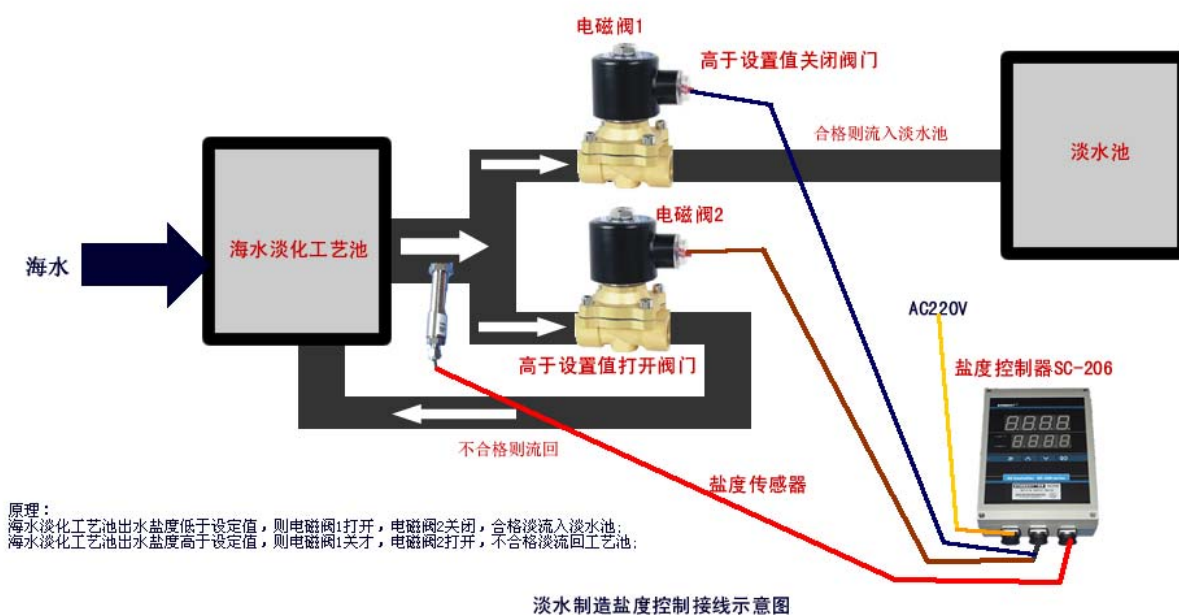 电磁阀1
高于设置值关闭阀门
合格则流入淡水池
淡水池
电磁阀2
海水
海水淡化工艺池
AC220V
高于设置值打开阀门
盐度控制器SC-206
不合格则流回
盐度传感器
原理：
海水淡化工艺池出水盐度低于设定值，则电磁阀1打开，电磁阀2关闭，合格淡流入淡水池；
海水淡化工艺池出水盐度高于设定值，则电磁阀1关才，电磁阀2打开，不合格淡流回工艺池；
淡水制造盐度控制接线示意图